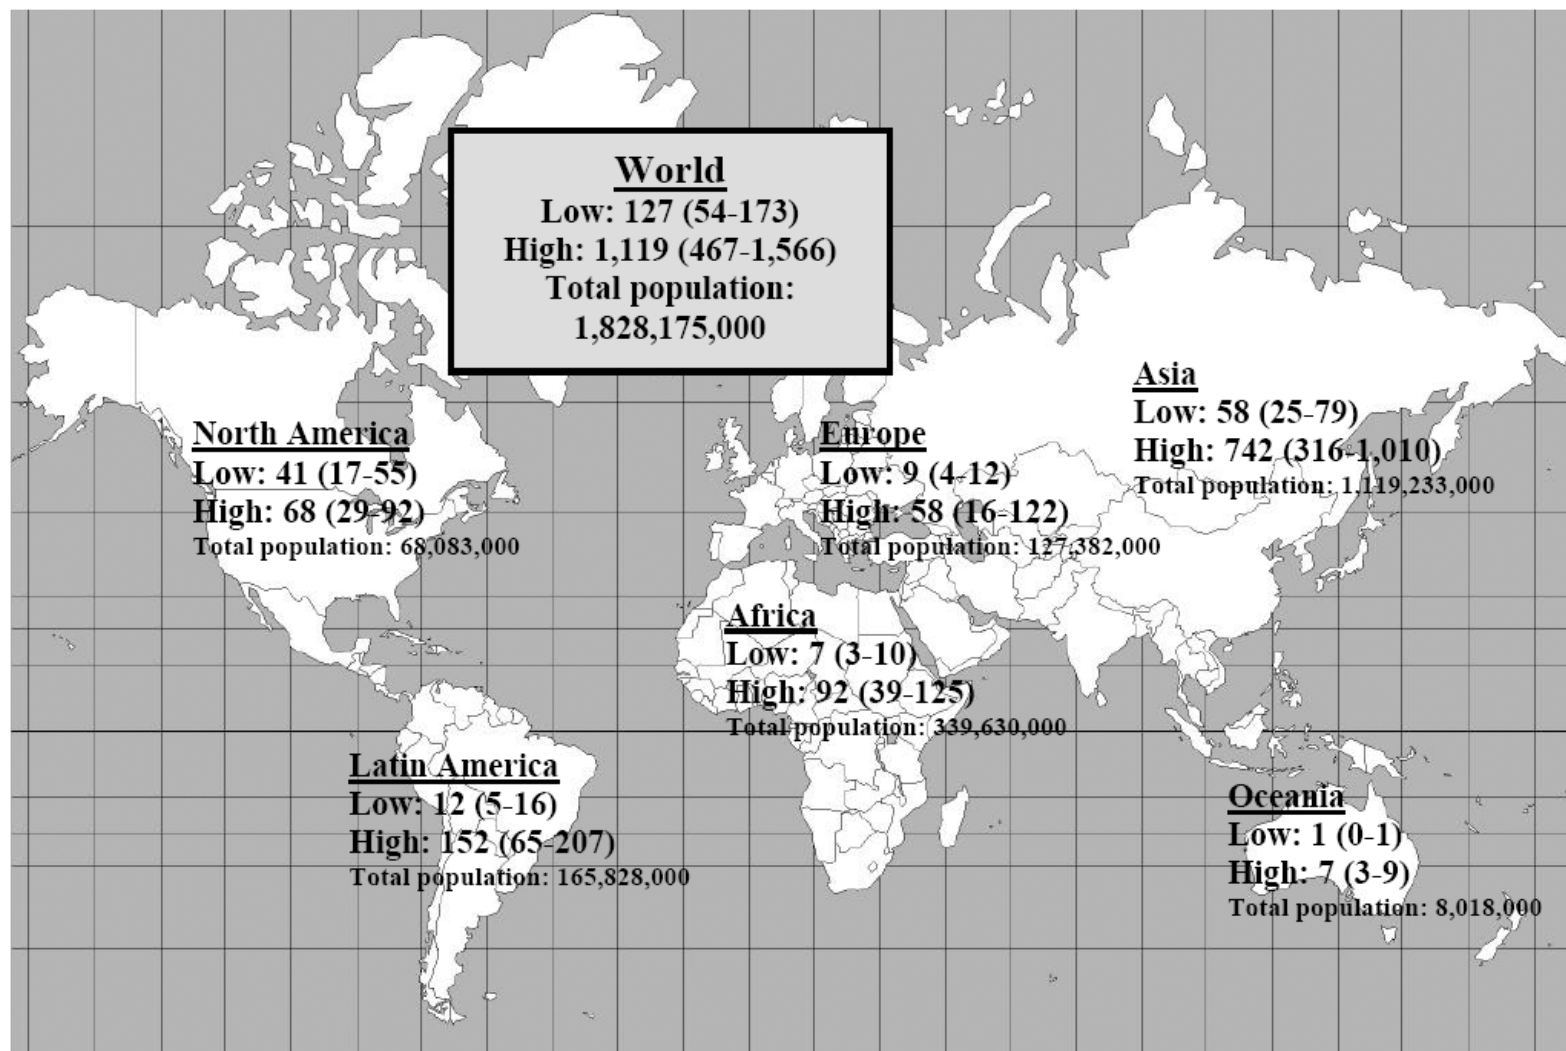 World
Low: 127 (54-173)
High: 1,119 (467-1,566)
Total population:
1,828,175,000
North America
Low: 41 (17-55)
High: 68 (29-92)
Total population: 68,083,000
Europe
Low: 9 (4-12)
High: 58 (16-122)
Total population: 127,382,000
Asia
Low: 58 (25-79)
High: 742 (316-1,010)
Total population: 1,119,233,000
Africa
Low: 7 (3-10)
High: 92 (39-125)
Total population: 339,630,000
Latin America
Low: 12 (5-16)
High: 152 (65-207)
Total population: 165,828,000
Oceania
Low: 1 (0-1)
High: 7 (3-9)
Total population: 8,018,000